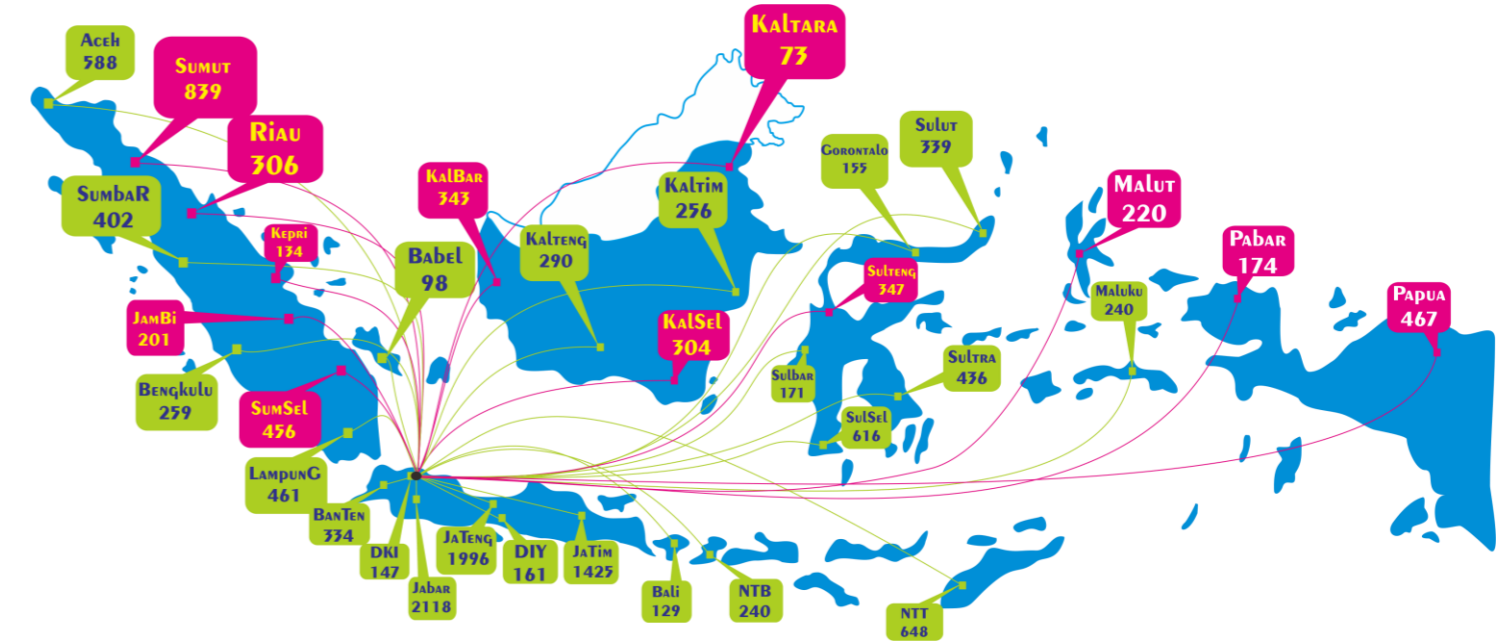 Aceh
588
Sumut
839
Riau
306
SumbaR
402
Kepri
134
JamBi
201
Bengkulu
259
SumSel
456
LampunG
461
Babel
98
KalBar
343
Kalteng
290
Kaltara
73
Kaltim
256
KalSel
304
Gorontalo
155
Sulut
339
Sulteng
347
Sulbar
171
Sultra
436
SulSel
616
Malut
220
Maluku
240
Pabar
174
Papua
467
BanTen
334
DKI
147
Jabar
2118
JaTeng
1996
DIY
161
JaTim
1425
Bali
129
NTB
240
NTT
648